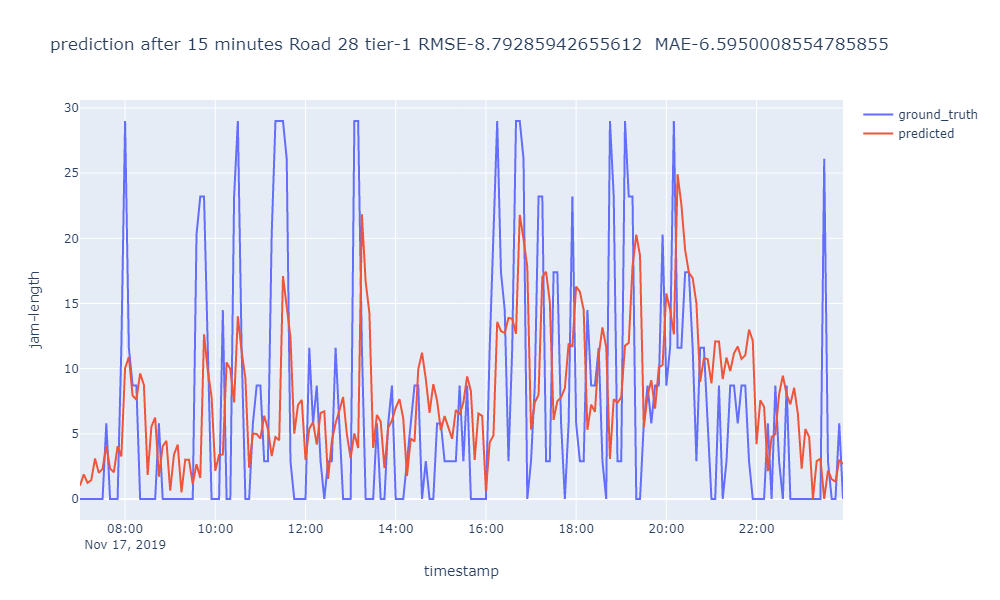 prediction after 15 minutes Road 28 tier-1 RMSE-8.79285942655612 MAE-6.5950008554785855
ground_truth
predicted
30
25
20
15
10
5
0
jam-length
08:00 10:00 12:00 14:00 16:00 18:00 20:00 22:00
Nov 17, 2019
timestamp